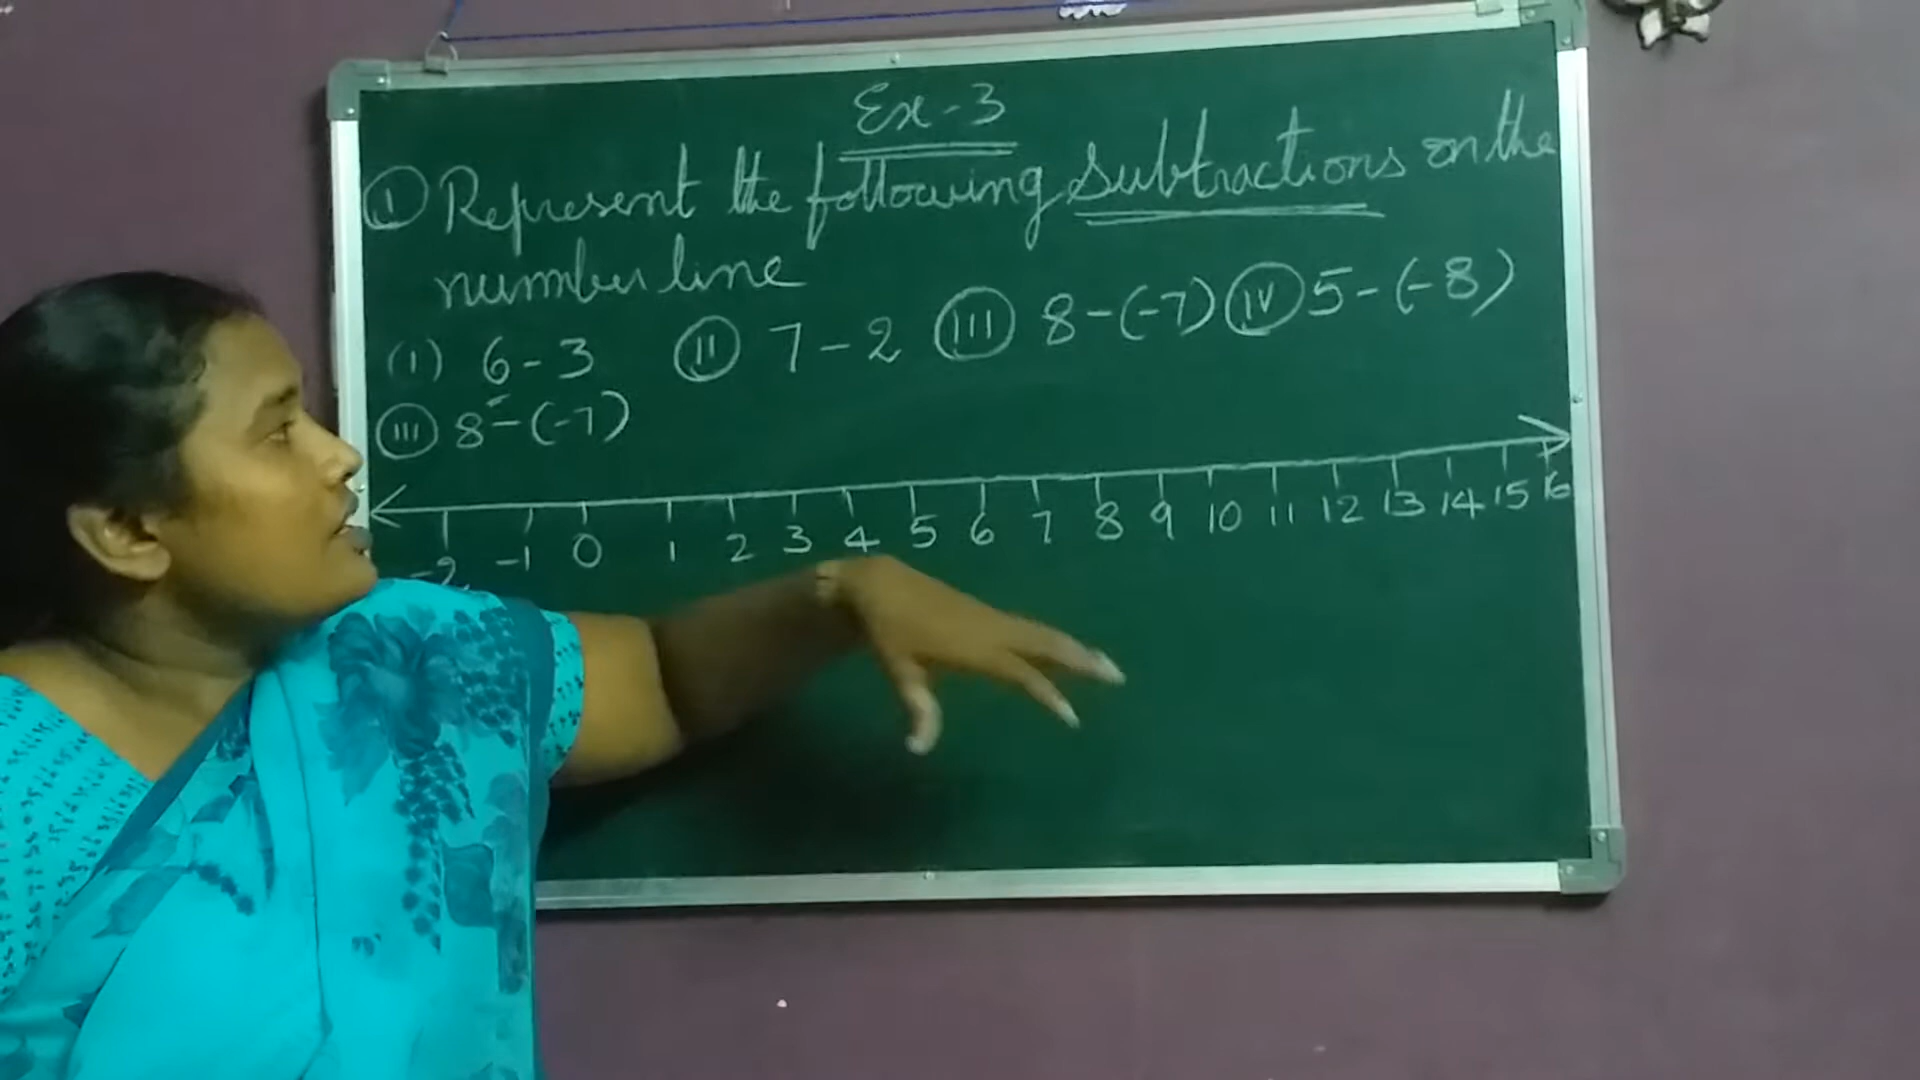 Ex-3
① Represent the following subtractions on the
number line
(I) 6-3 (II) 7-2 (III) 8-(-7) (IV) 5-(-8)
(III) 8-(-7)
-2 -1 0 1 2 3 4 5 6 7 8 9 10 11 12 13 14 15 16